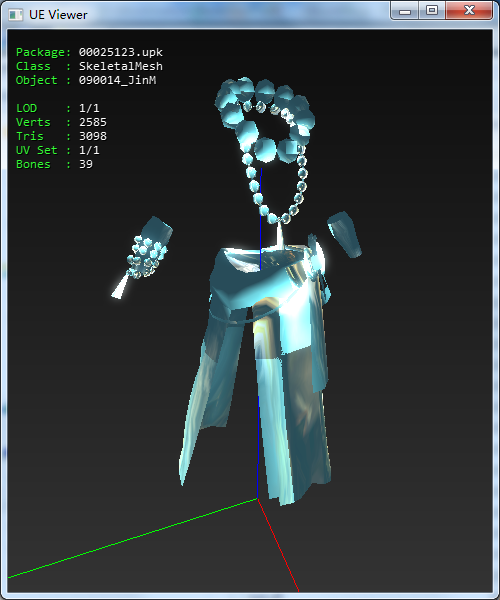 UE Viewer
Package: 00025123.upk
Class : SkeletalMesh
Object : 090014_JinM
LOD : 1/1
Verts : 2585
Tris : 3098
UV Set : 1/1
Bones : 39